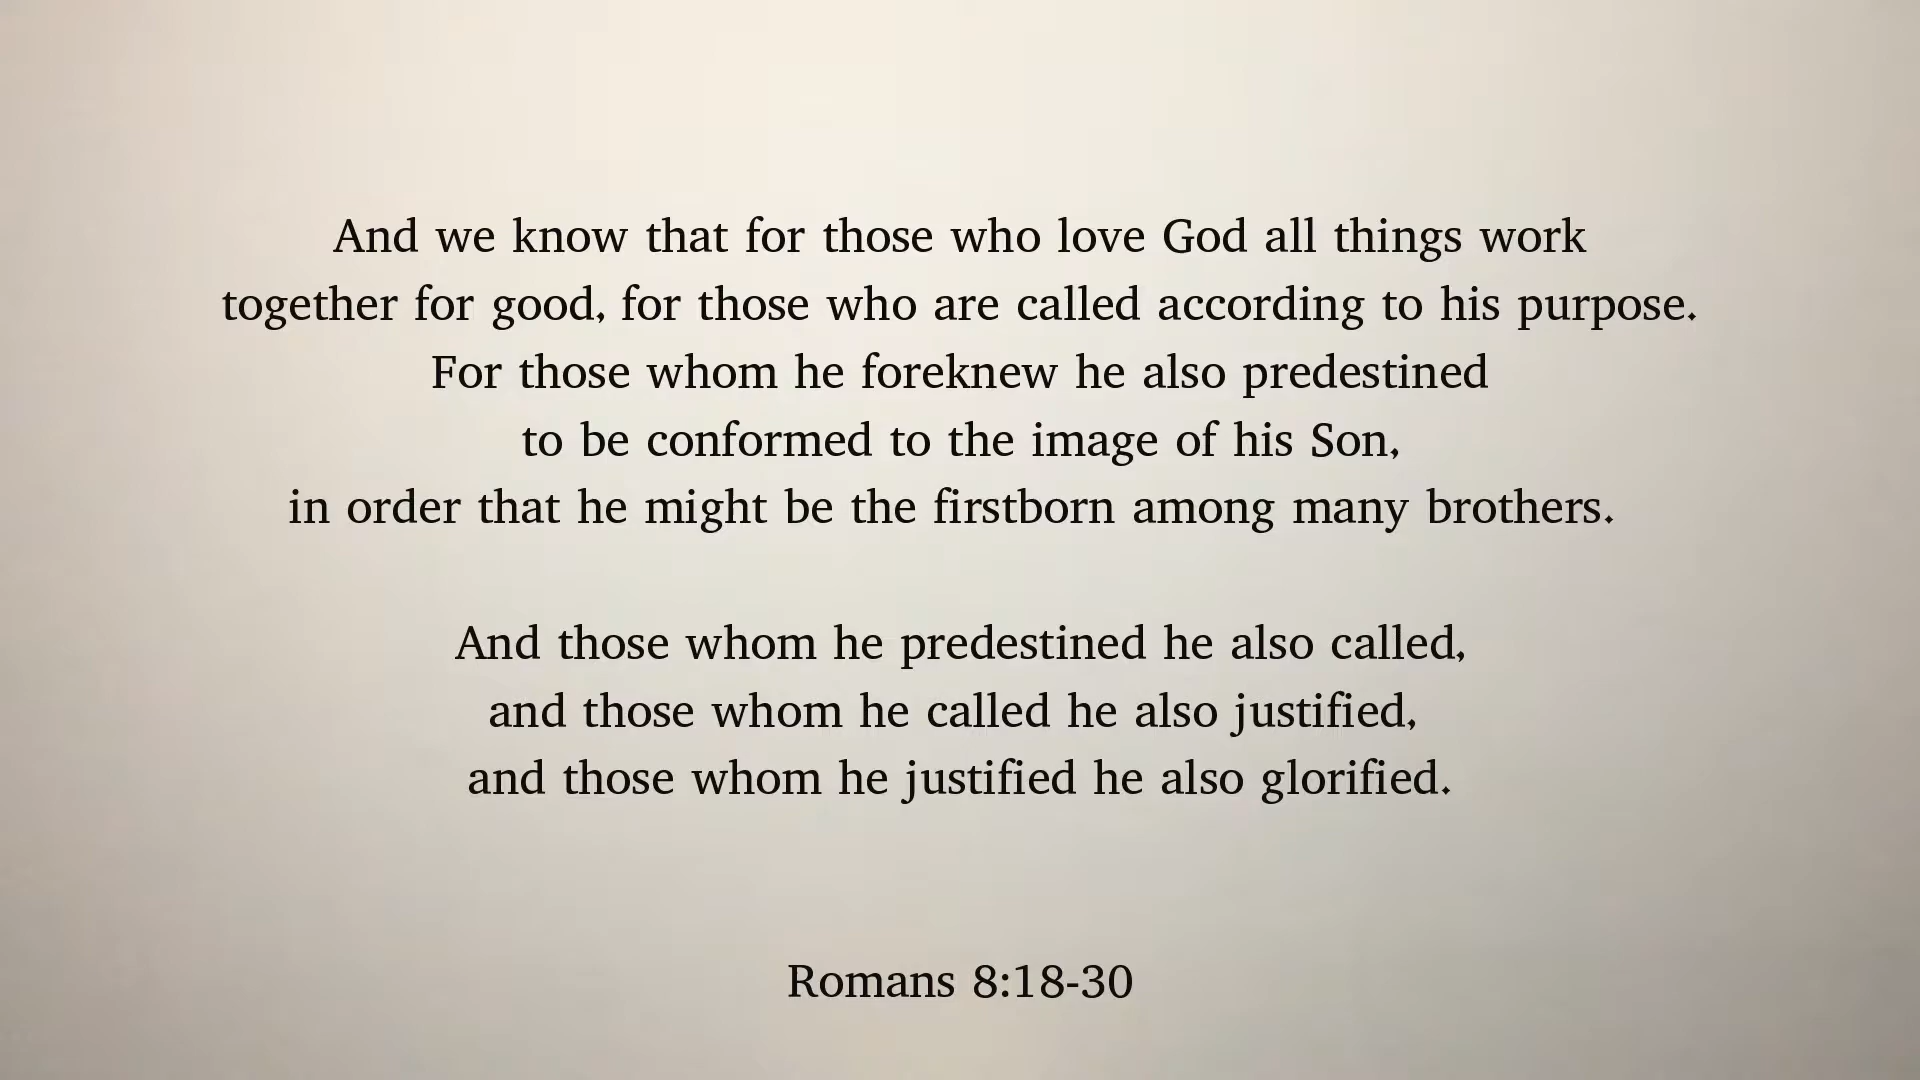 And we know that for those who love God all things work
together for good, for those who are called according to his purpose.
For those whom he foreknew he also predestined
to be conformed to the image of his Son,
in order that he might be the firstborn among many brothers.
And those whom he predestined he also called,
and those whom he called he also justified,
and those whom he justified he also glorified.
Romans 8:18-30